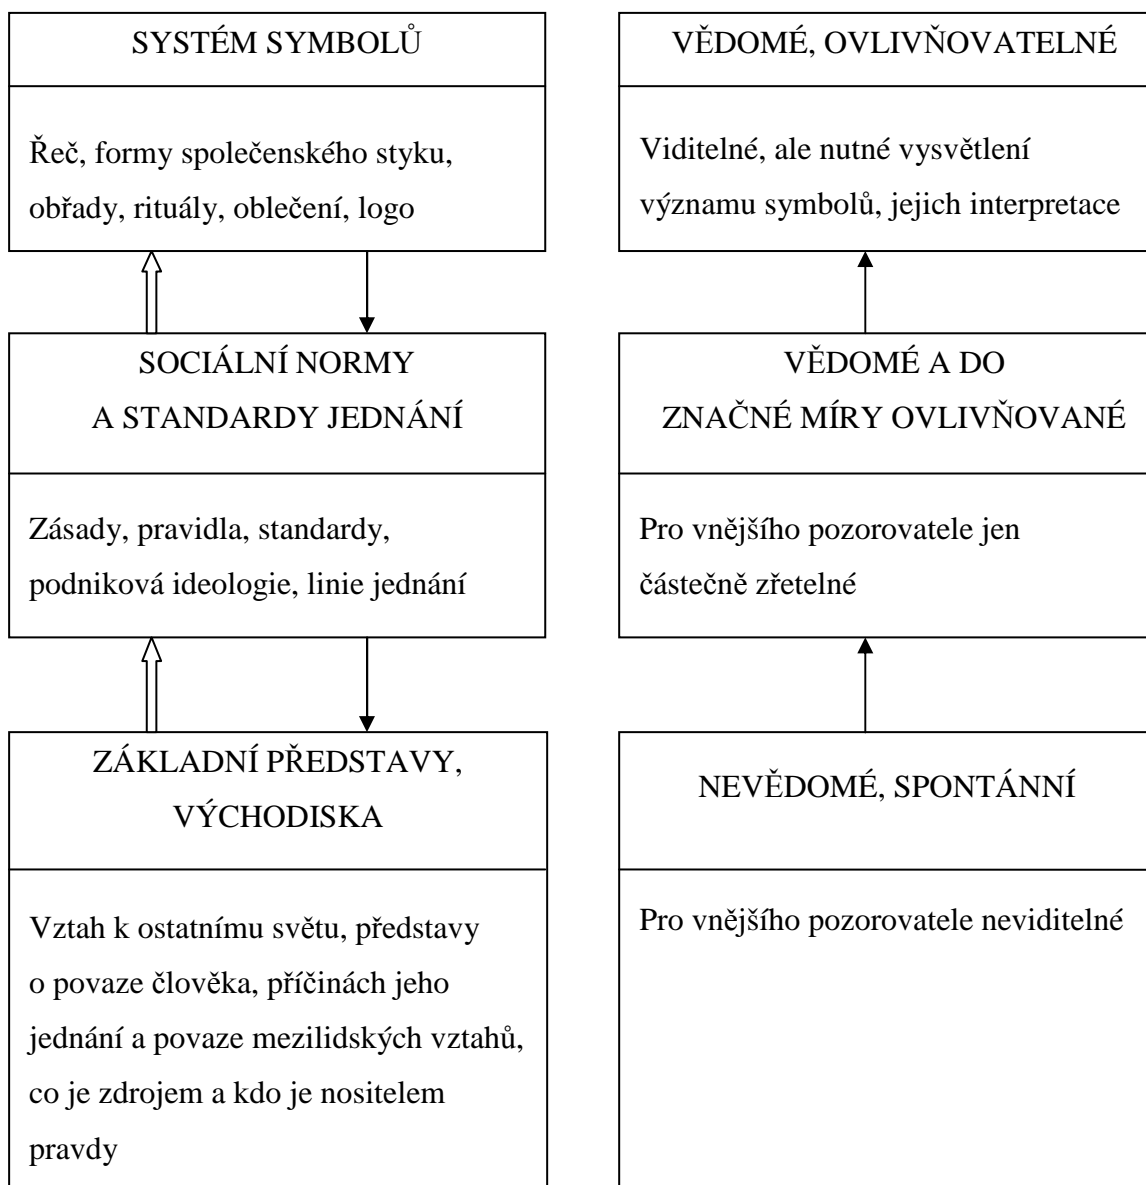 SYSTÉM SYMBOLŮ
Řeč, formy společenského styku,
obřady, rituály, oblečení, logo
VĚDOMÉ, OVLIVŇOVATELNÉ
Viditelné, ale nutné vysvětlení
významu symbolů, jejich interpretace
SOCIÁLNÍ NORMY
A STANDARDY JEDNÁNÍ
Zásady, pravidla, standardy,
podniková ideologie, linie jednání
VĚDOMÉ A DO
ZNAČNÉ MÍRY OVLIVŇOVANÉ
Pro vnějšího pozorovatele jen
částečně zřetelné
ZÁKLADNÍ PŘEDSTAVY,
VÝCHODISKA
Vztah k ostatnímu světu, představy
o povaze člověka, příčinách jeho
jednání a povaze mezilidských vztahů,
co je zdrojem a kdo je nositelem
pravdy
NEVĚDOMÉ, SPONTÁNNÍ
Pro vnějšího pozorovatele neviditelné